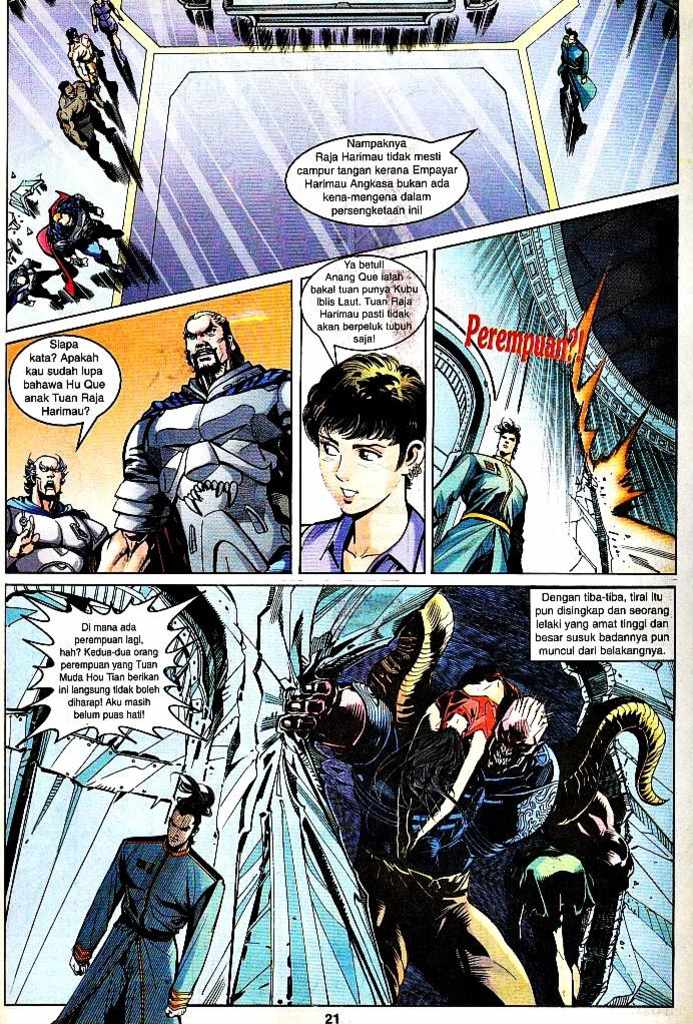 Nampaknya
Raja Harimau tidak mesti
campur tangan kerana Empayar
Harimau Angkasa bukan ada
kena-mengena dalam
persengketaan ini!
Siapa
kata? Apakah
kau sudah lupa
bahawa Hu Que
anak Tuan Raja
Harimau?
Ya betul!
Anang Que ialah
bakal tuan punya Kubu
Iblis Laut. Tuan Raja
Harimau pasti tidak
akan berpeluk tubuh
saja!
Perempuan?!
Di mana ada
perempuan lagi,
hah? Kedua-dua orang
perempuan yang Tuan
Muda Hou Tian berikan
ini langsung tidak boleh
diharap! Aku masih
belum puas hati!
Dengan tiba-tiba, tirai itu
pun disingkap dan seorang
lelaki yang amat tinggi dan
besar susuk badannya pun
muncul dari belakangnya.
21